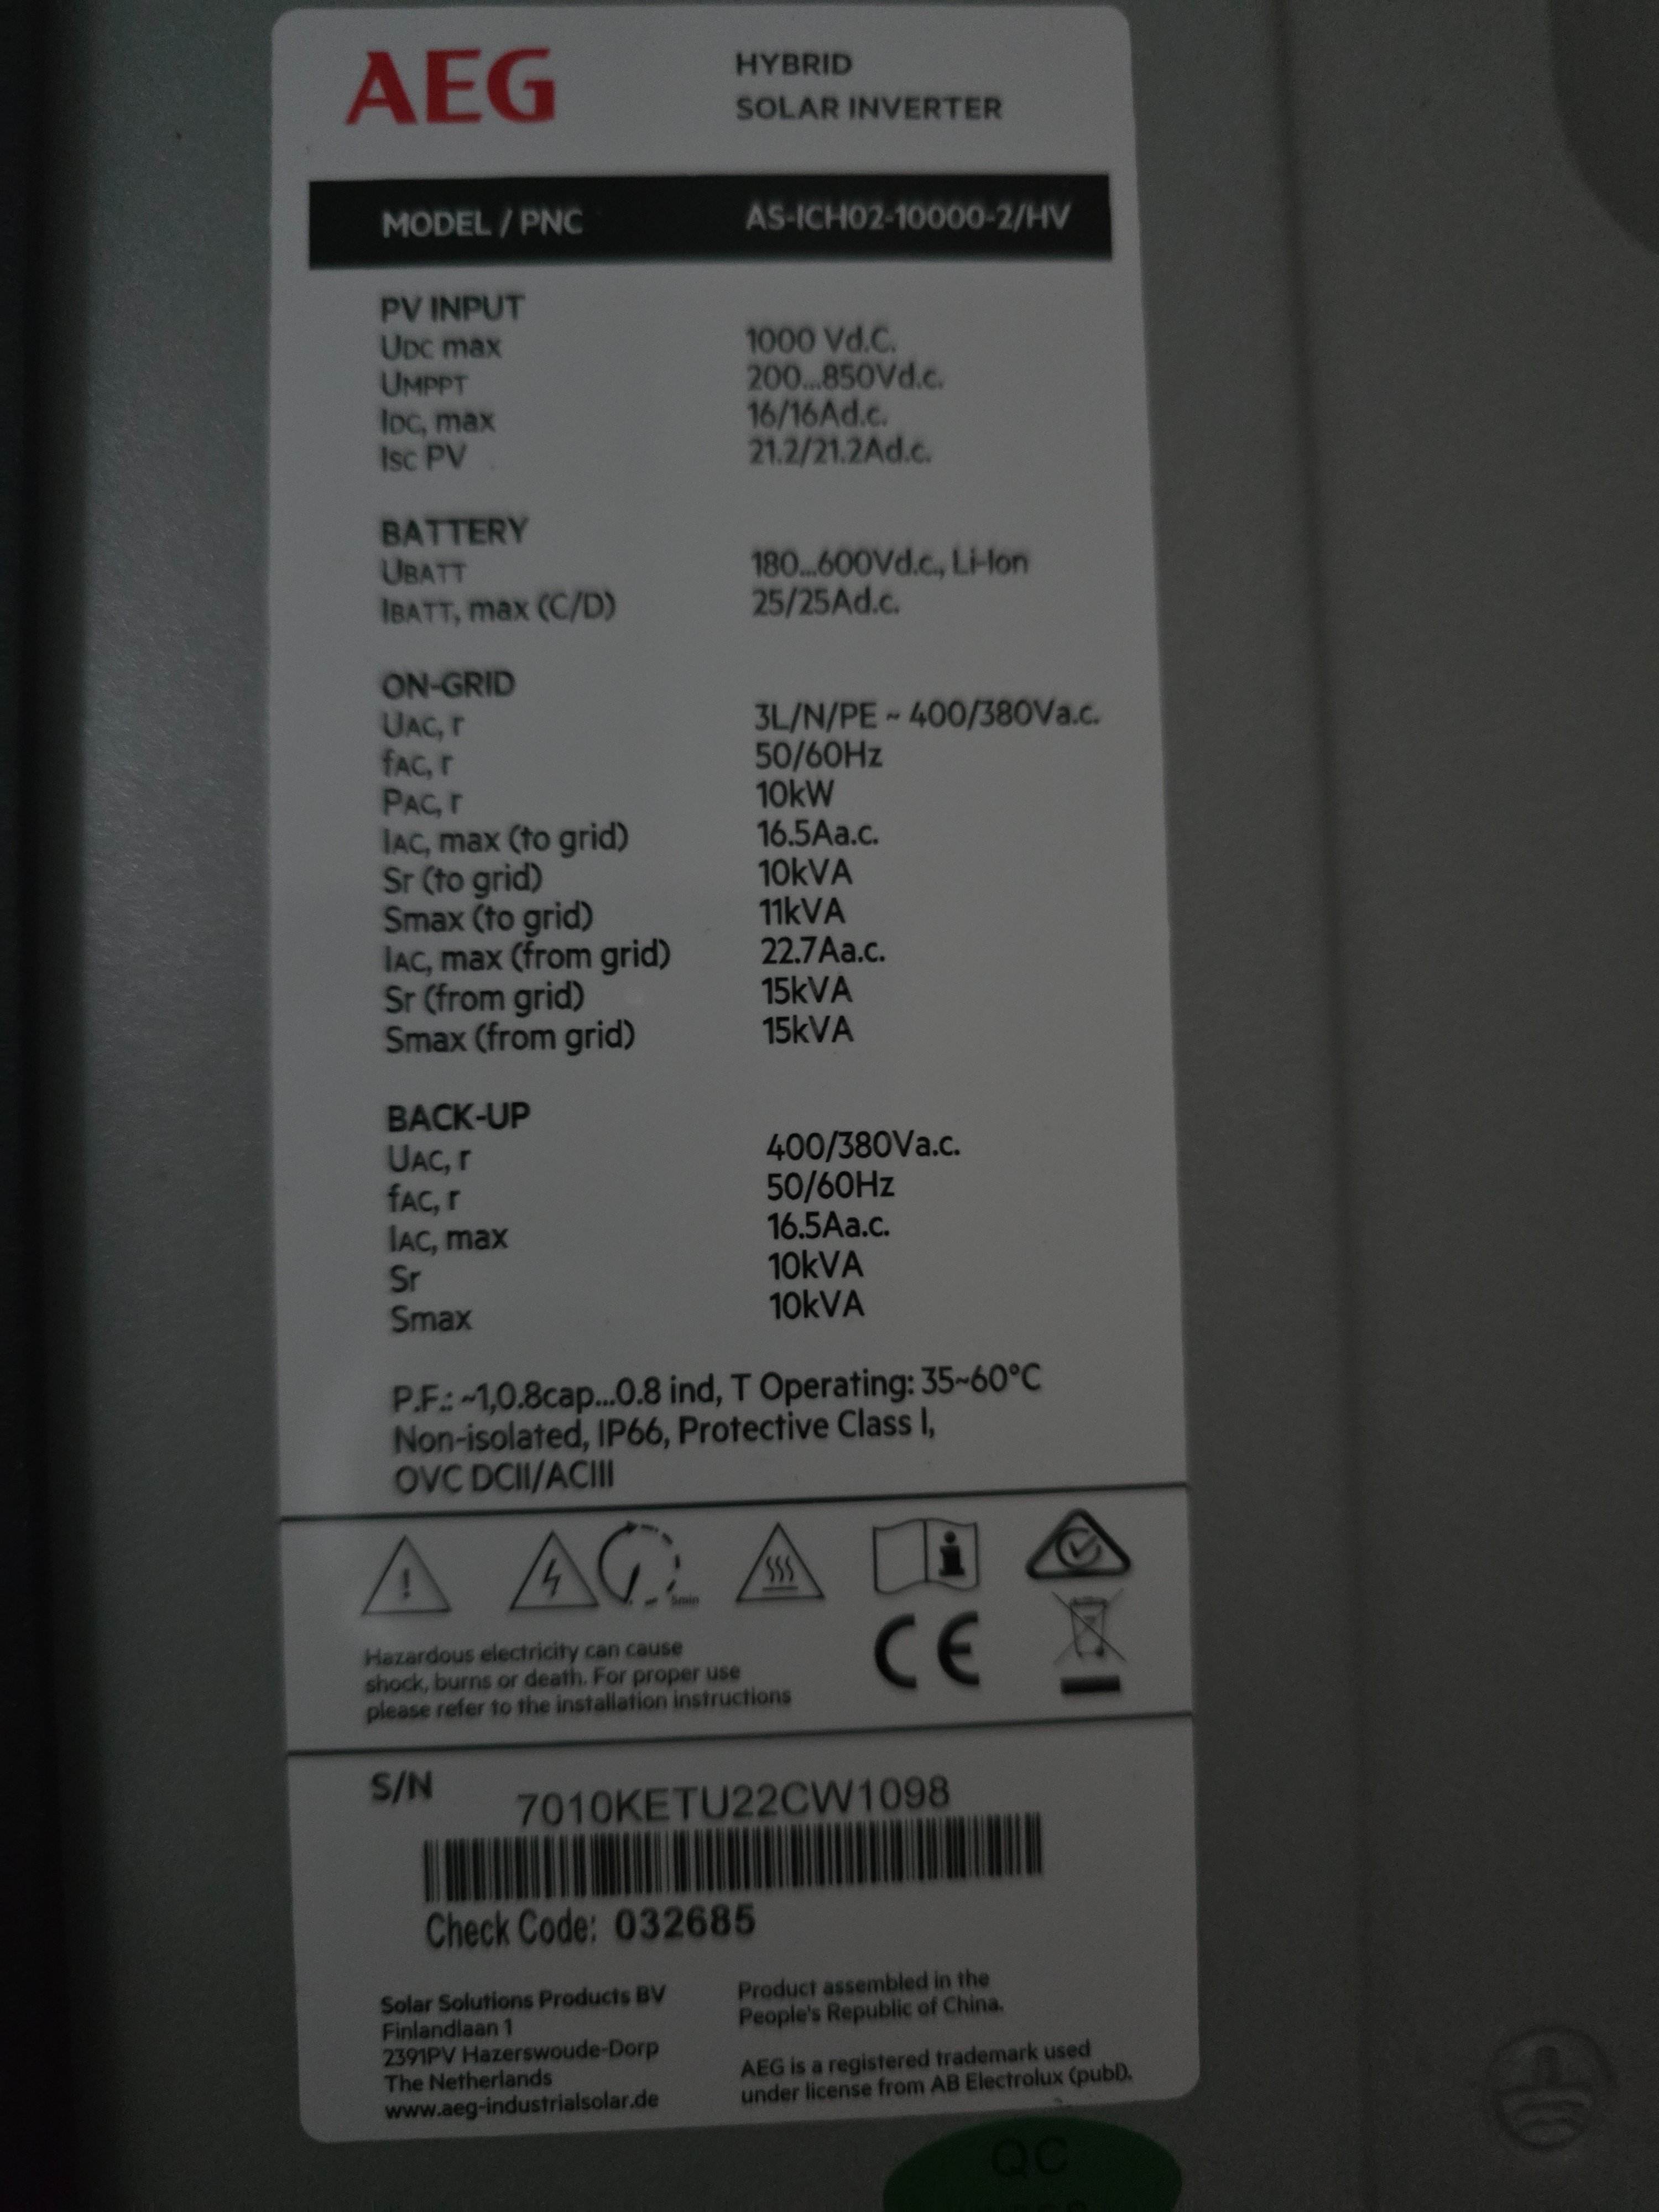 AEG
HYBRID
SOLAR INVERTER
MODEL / PNC AS-ICH02-10000-2/HV
PV INPUT
UDC max 1000 Vd.C.
UMPPT 200...850Vd.c.
IDC, max 16/16Ad.c.
ISC PV 21.2/21.2Ad.c.
BATTERY
UBATT 180...600Vd.c., Li-Ion
IBATT, max (C/D) 25/25Ad.c.
ON-GRID
UAC, r 3L/N/PE ~ 400/380Va.c.
fAC, r 50/60Hz
PAC, r 10kW
IAC, max (to grid) 16.5Aa.c.
Sr (to grid) 10kVA
Smax (to grid) 11kVA
IAC, max (from grid) 22.7Aa.c.
Sr (from grid) 15kVA
Smax (from grid) 15kVA
BACK-UP
UAC, r 400/380Va.c.
fAC, r 50/60Hz
IAC, max 16.5Aa.c.
Sr 10kVA
Smax 10kVA
P.F.: ~1,0.8cap...0.8 ind, T Operating: 35~60°C
Non-isolated, IP66, Protective Class I,
OVC DCII/ACIII
5min
Hazardous electricity can cause
shock, burns or death. For proper use
please refer to the installation instructions
CE
S/N 7010KETU22CW1098
Check Code: 032685
Solar Solutions Products BV
Finlandlaan 1
2391PV Hazerswoude-Dorp
The Netherlands
www.aeg-industrialsolar.de
Product assembled in the
People's Republic of China.
AEG is a registered trademark used
under license from AB Electrolux (publ).
QC